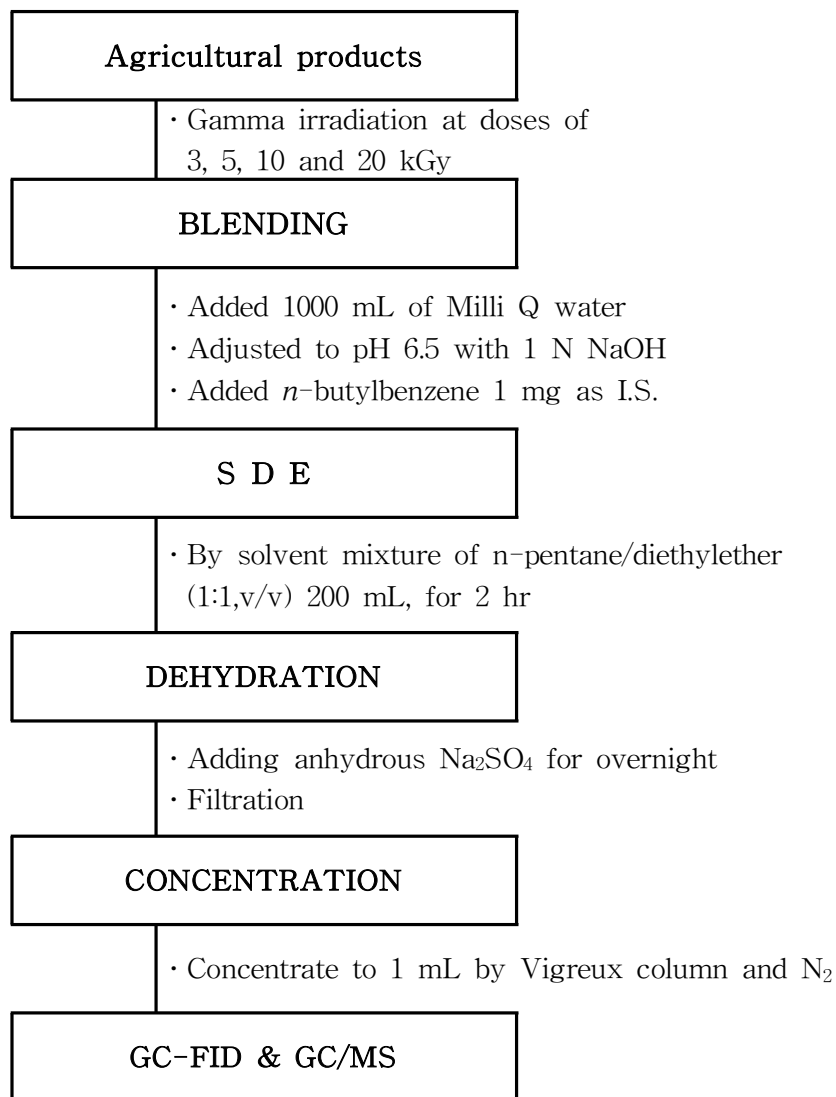 Agricultural products
· Gamma irradiation at doses of
3, 5, 10 and 20 kGy
BLENDING
· Added 1000 mL of Milli Q water
· Adjusted to pH 6.5 with 1 N NaOH
· Added n-butylbenzene 1 mg as I.S.
S D E
· By solvent mixture of n-pentane/diethylether
(1:1,v/v) 200 mL, for 2 hr
DEHYDRATION
· Adding anhydrous Na₂SO₄ for overnight
· Filtration
CONCENTRATION
· Concentrate to 1 mL by Vigreux column and N₂
GC-FID & GC/MS